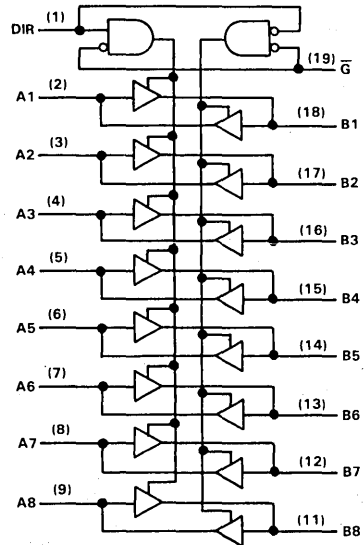 DIR (1)
(19) G̅
A1 (2)
(18) B1
A2 (3)
(17) B2
A3 (4)
(16) B3
A4 (5)
(15) B4
A5 (6)
(14) B5
A6 (7)
(13) B6
A7 (8)
(12) B7
A8 (9)
(11) B8